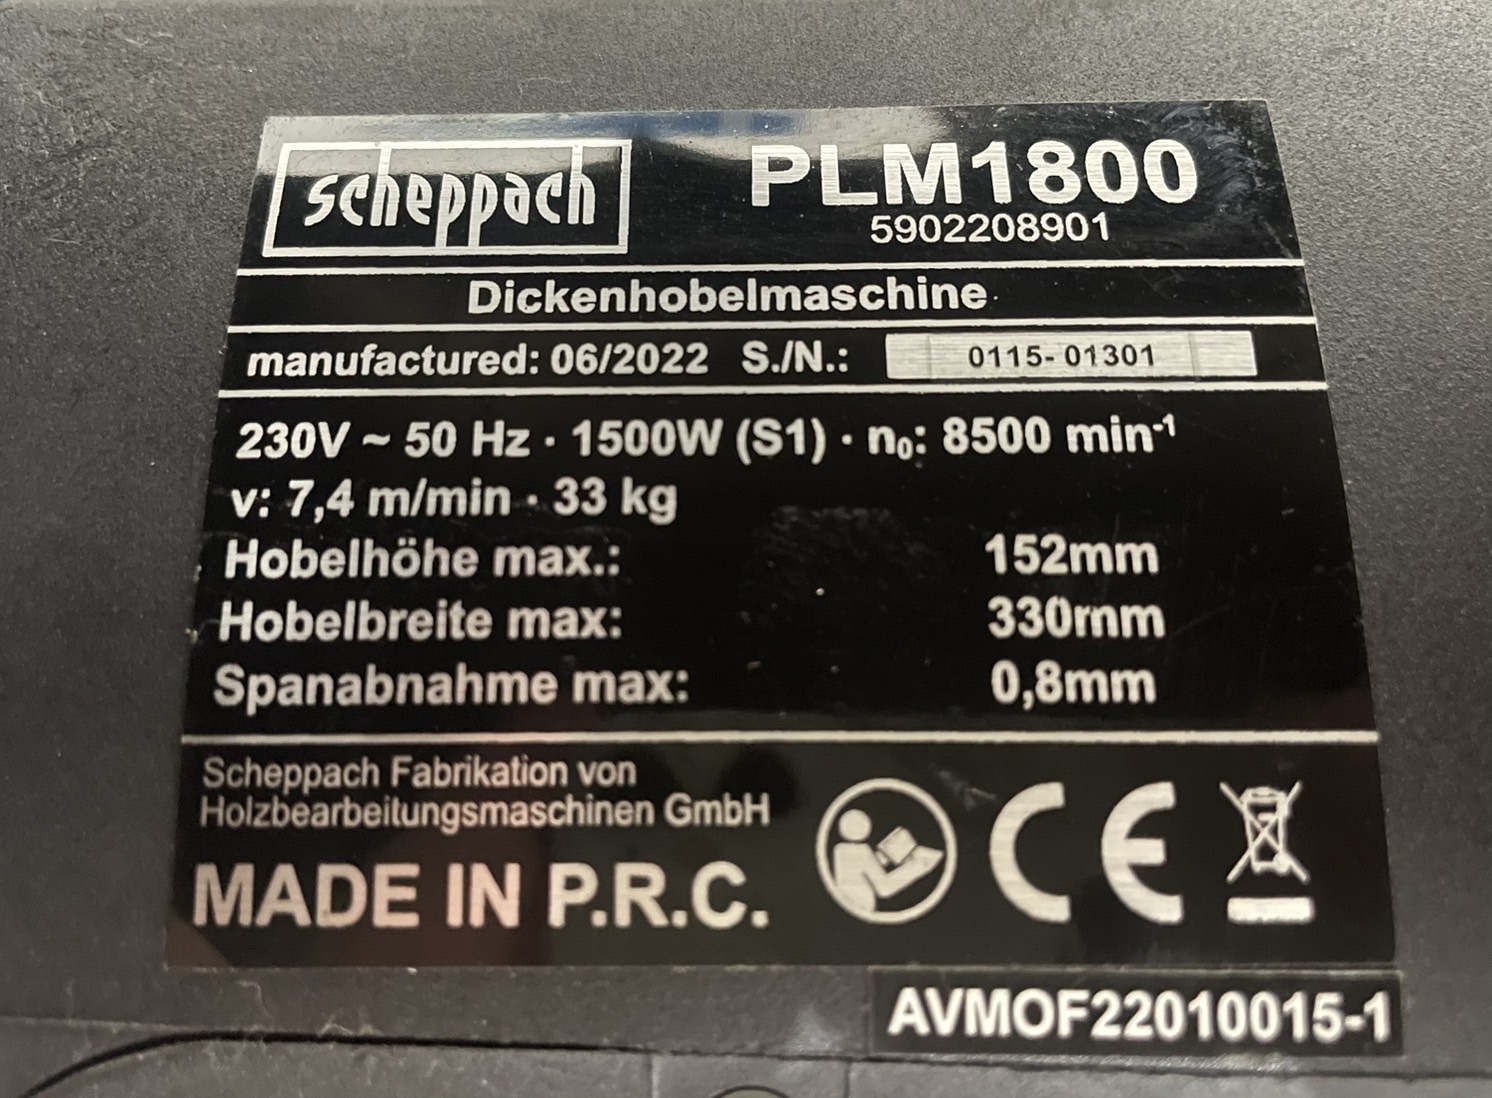 scheppach
PLM1800
5902208901
Dickenhobelmaschine
manufactured: 06/2022 S./N.: 0115-01301
230V ~ 50 Hz · 1500W (S1) · n₀: 8500 min⁻¹
v: 7,4 m/min · 33 kg
Hobelhöhe max.: 152mm
Hobelbreite max: 330mm
Spanabnahme max: 0,8mm
Scheppach Fabrikation von
Holzbearbeitungsmaschinen GmbH
MADE IN P.R.C.
CE
AVMOF22010015-1